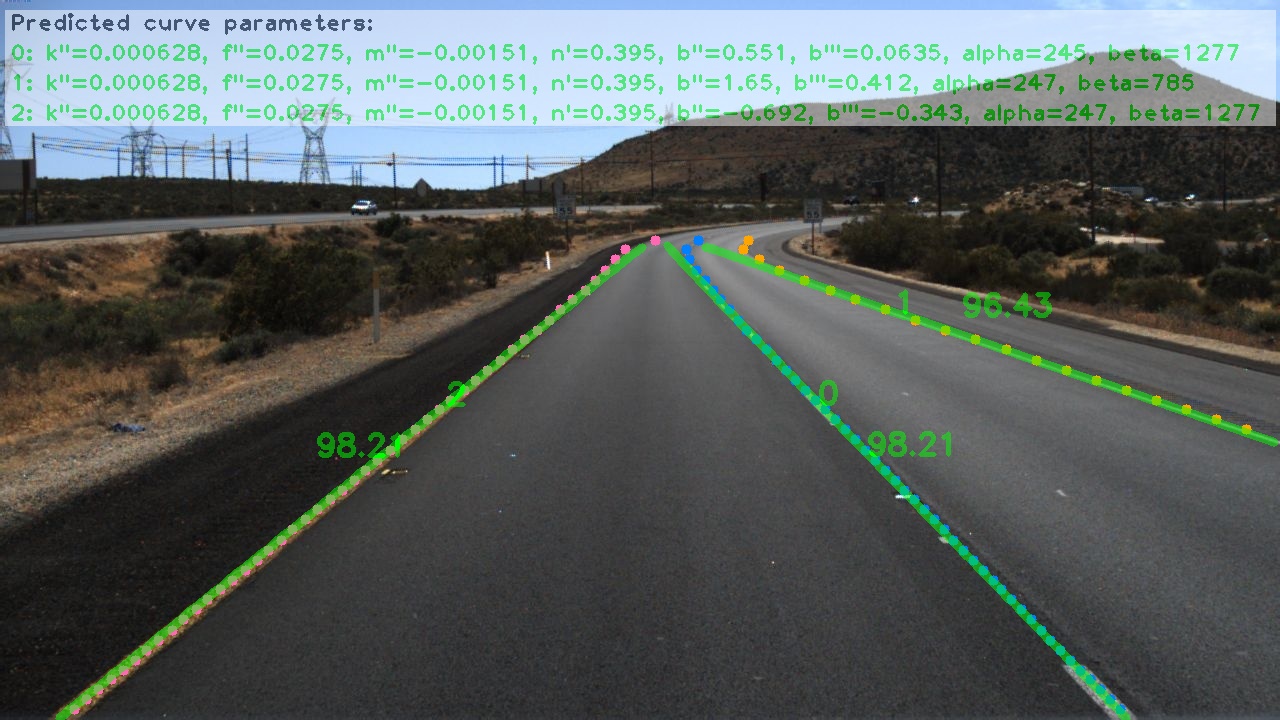 Predicted curve parameters:
0: k''=0.000628, f''=0.0275, m''=−0.00151, n'=0.395, b''=0.551, b'''=0.0635, alpha=245, beta=1277
1: k''=0.000628, f''=0.0275, m''=−0.00151, n'=0.395, b''=1.65, b'''=0.412, alpha=247, beta=785
2: k''=0.000628, f''=0.0275, m''=−0.00151, n'=0.395, b''=−0.692, b'''=−0.343, alpha=247, beta=1277
1 96.43
2 0
98.21 98.21